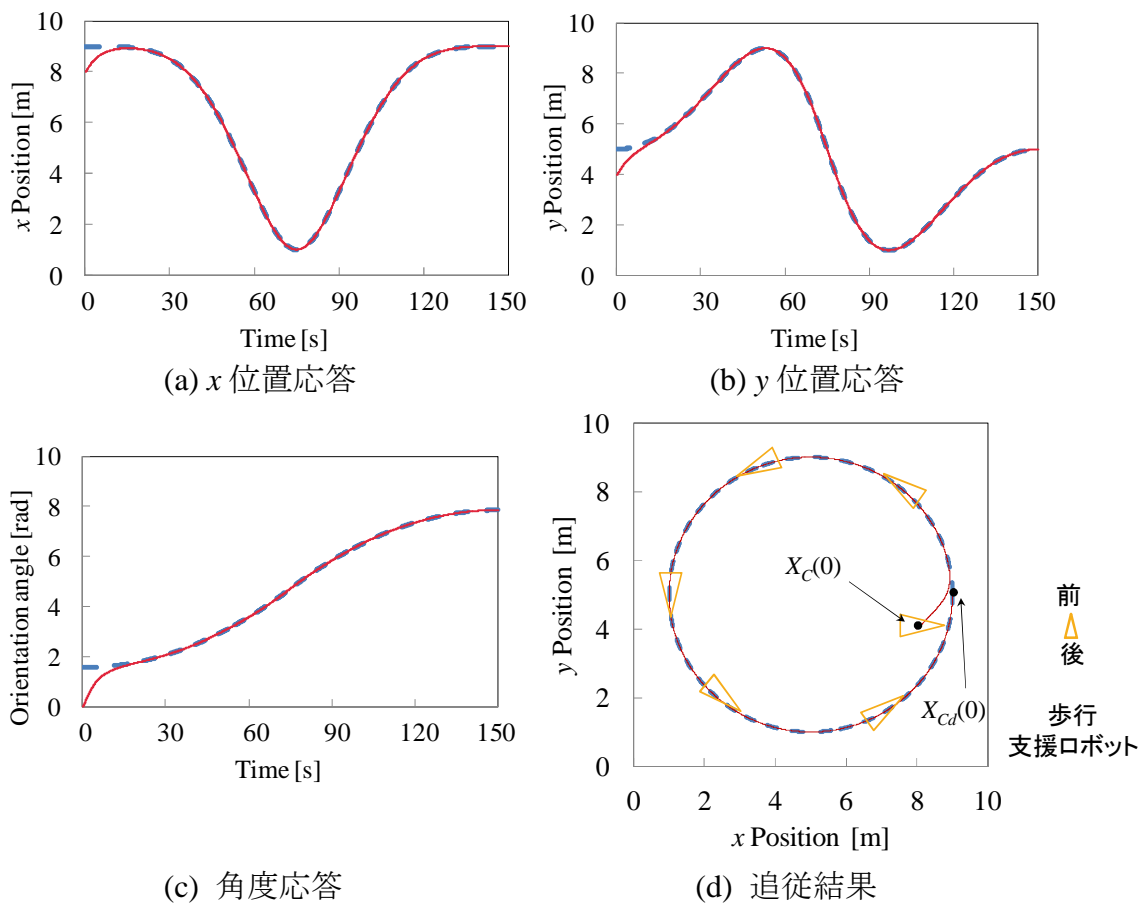 10
8
6
4
2
0
x Position [m]
0 30 60 90 120 150
Time [s]
(a) x 位置応答
10
8
6
4
2
0
y Position [m]
0 30 60 90 120 150
Time [s]
(b) y 位置応答
10
8
6
4
2
0
Orientation angle [rad]
0 30 60 90 120 150
Time [s]
(c) 角度応答
10
8
6
4
2
0
y Position [m]
X_C(0)
X_{Cd}(0)
0 2 4 6 8 10
x Position [m]
(d) 追従結果
前
後
歩行
支援ロボット